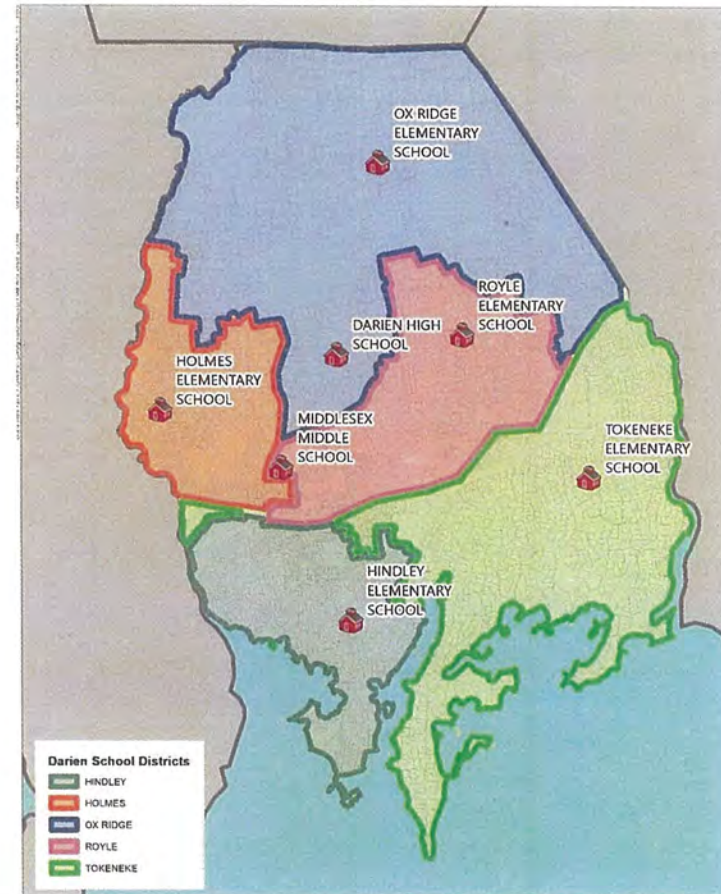 OX RIDGE
ELEMENTARY
SCHOOL
ROYLE
ELEMENTARY
SCHOOL
DARIEN HIGH
SCHOOL
HOLMES
ELEMENTARY
SCHOOL
MIDDLESEX
MIDDLE
SCHOOL
TOKENEKE
ELEMENTARY
SCHOOL
HINDLEY
ELEMENTARY
SCHOOL
Darien School Districts
HINDLEY
HOLMES
OX RIDGE
ROYLE
TOKENEKE